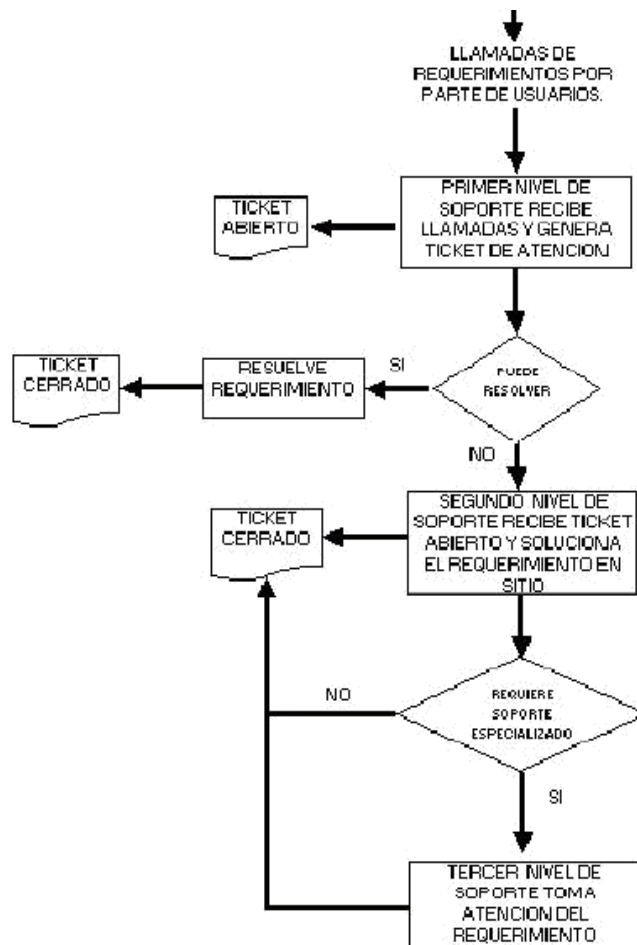 LLAMADAS DE
REQUERIMIENTOS POR
PARTE DE USUARIOS.
PRIMER NIVEL DE
SOPORTE RECIBE
LLAMADAS Y GENERA
TICKET DE ATENCION.
TICKET
ABIERTO
PUEDE
RESOLVER
SI
RESUELVE
REQUERIMIENTO
TICKET
CERRADO
NO
SEGUNDO NIVEL DE
SOPORTE RECIBE TICKET
ABIERTO Y SOLUCIONA
EL REQUERIMIENTO EN
SITIO
TICKET
CERRADO
REQUIERE
SOPORTE
ESPECIALIZADO
NO
SI
TERCER NIVEL DE
SOPORTE TOMA
ATENCION DEL
REQUERIMIENTO